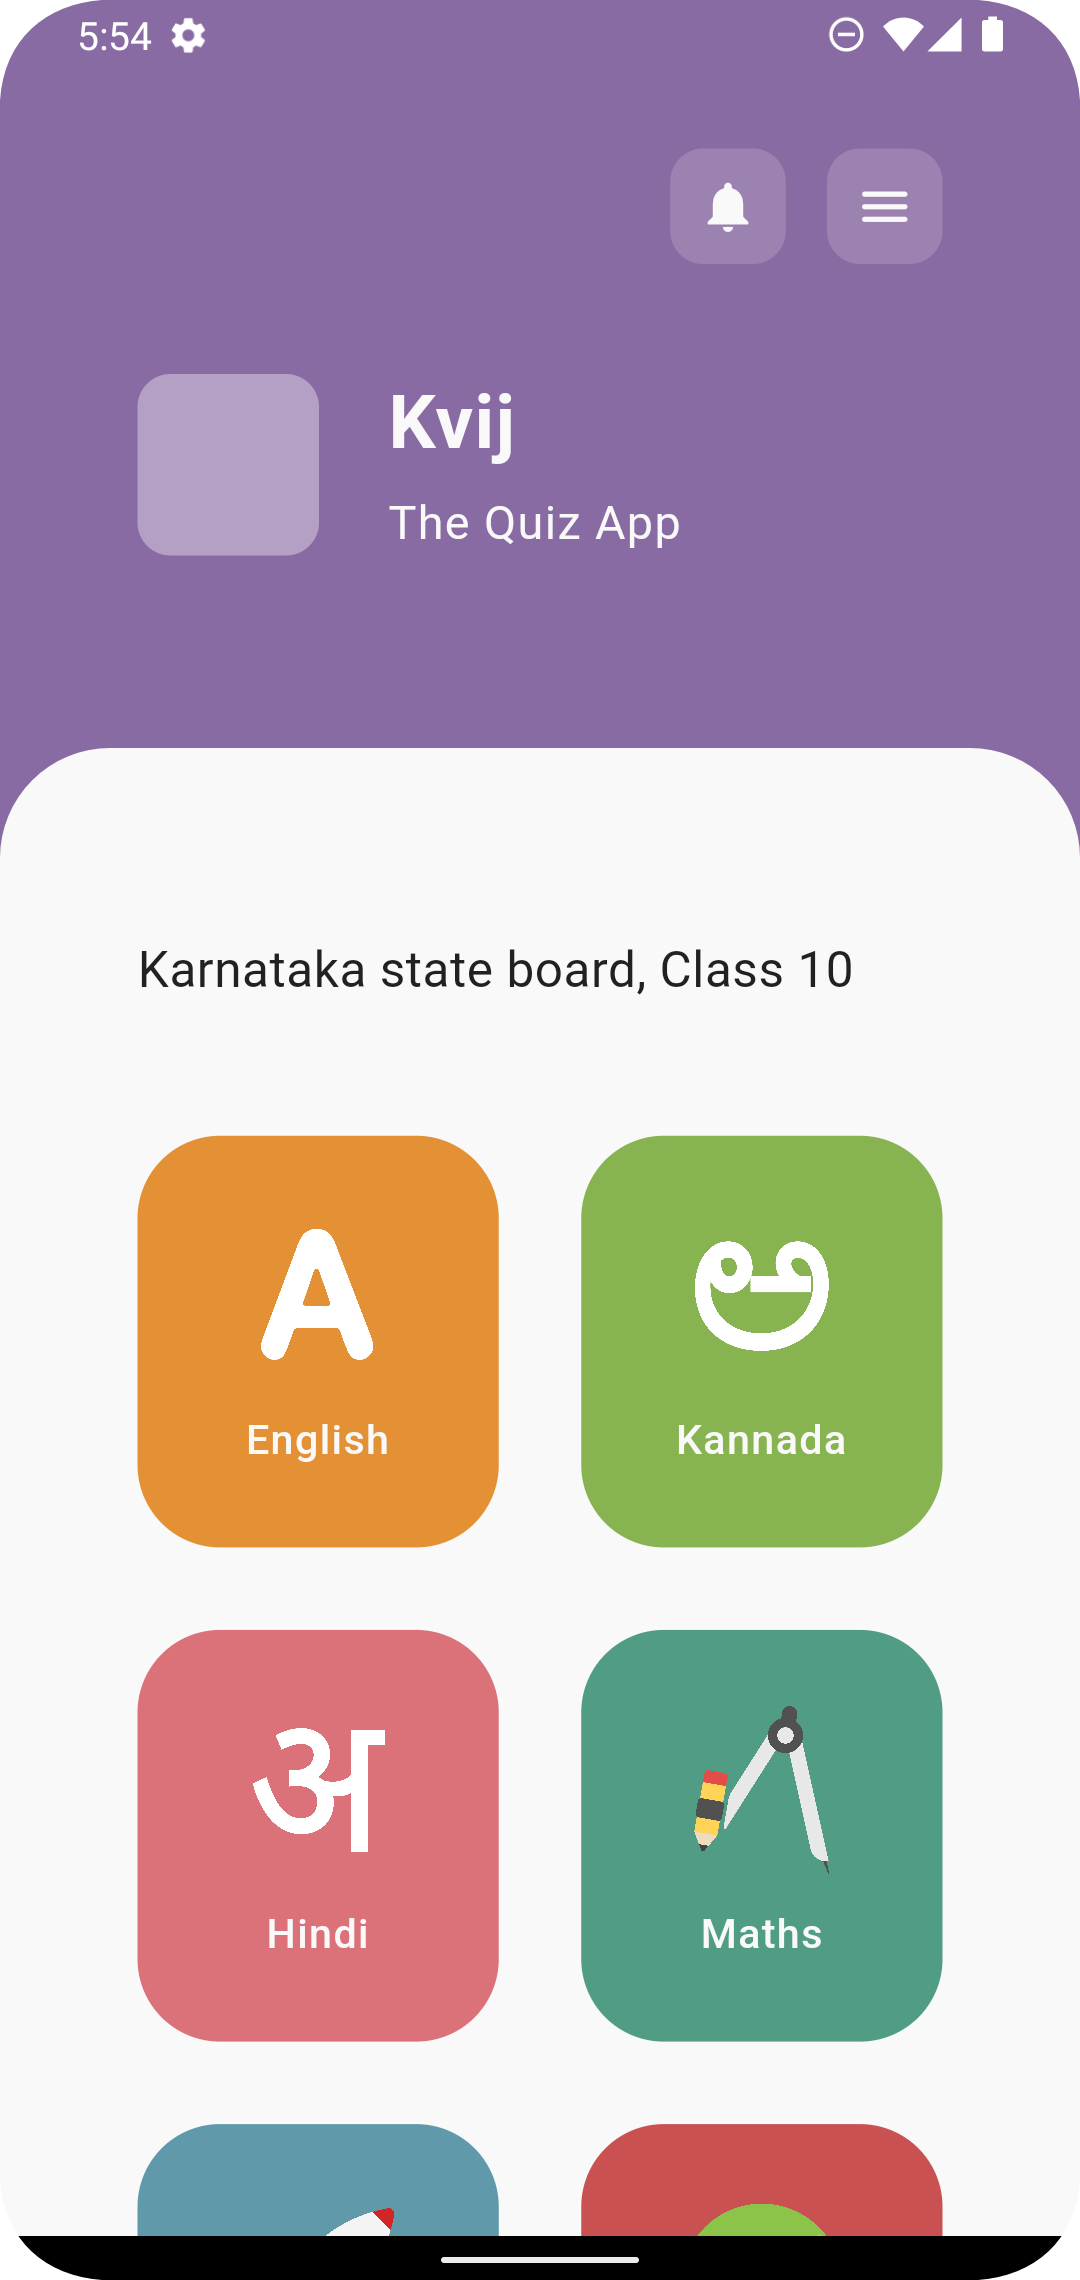 5:54
Kvij
The Quiz App
Karnataka state board, Class 10
A
ಅ
English
Kannada
अ
Hindi
Maths